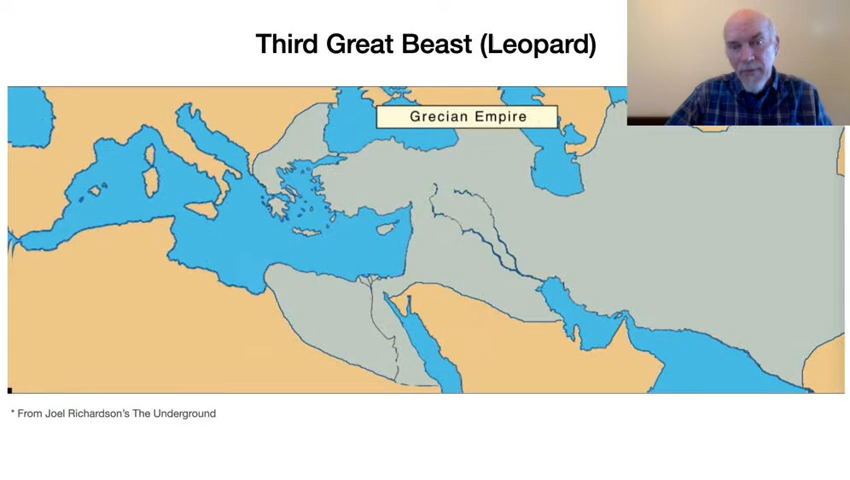 Third Great Beast (Leopard)
Grecian Empire
* From Joel Richardson's The Underground